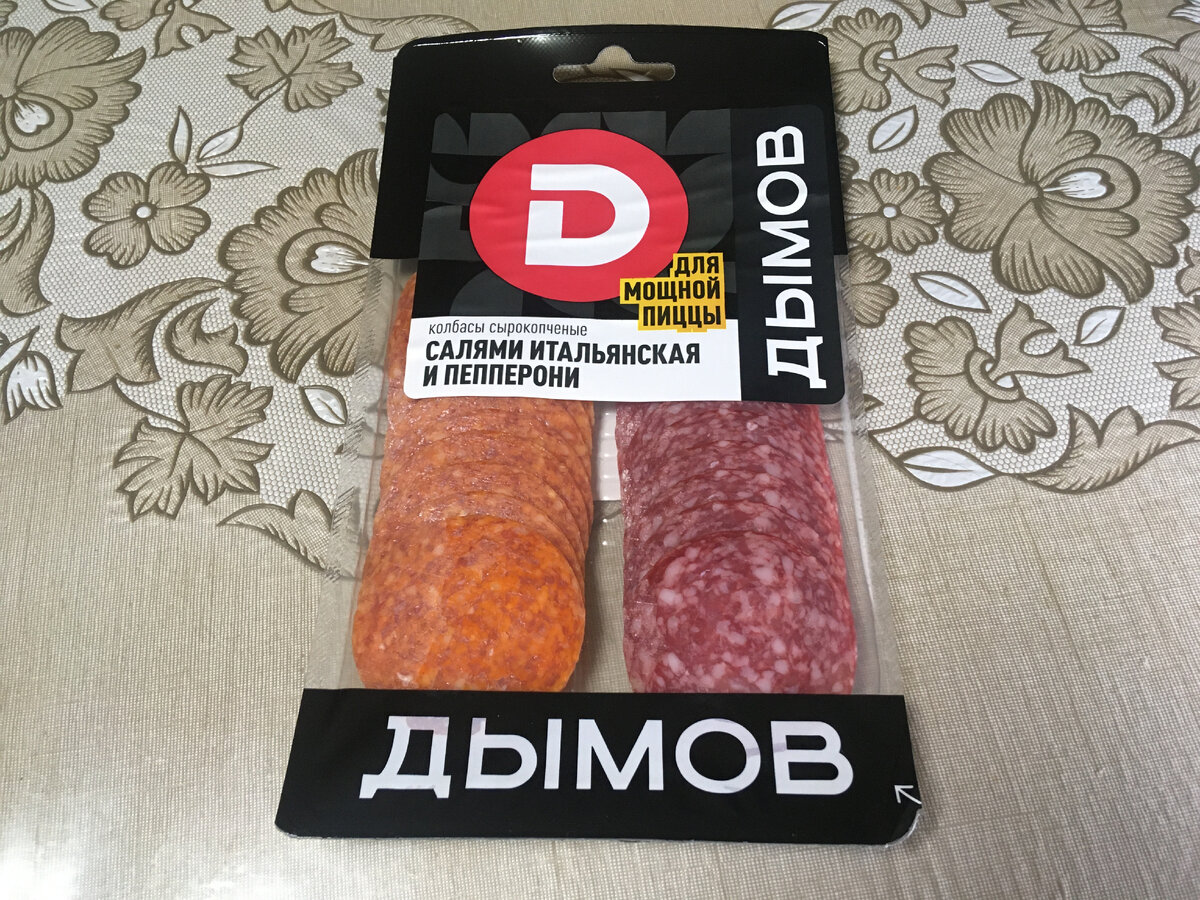 D
ДЫМОВ
ДЛЯ
МОЩНОЙ
ПИЦЦЫ
колбасы сырокопченые
САЛЯМИ ИТАЛЬЯНСКАЯ
И ПЕППЕРОНИ
ДЫМОВ